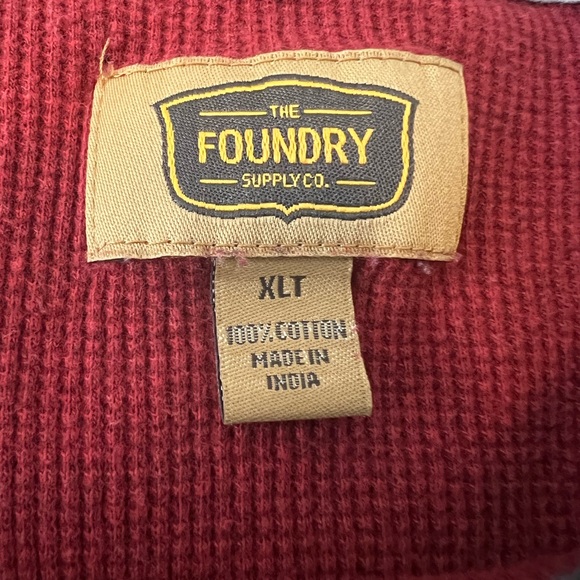 THE
FOUNDRY
SUPPLY CO.
XLT
100% COTTON
MADE IN
INDIA